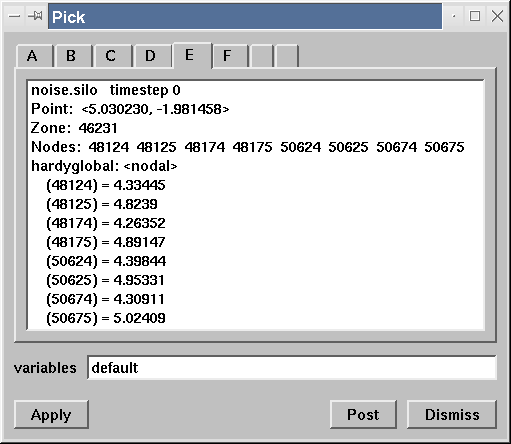 Pick
A B C D E F
noise.silo timestep 0
Point: <5.030230, -1.981458>
Zone: 46231
Nodes: 48124 48125 48174 48175 50624 50625 50674 50675
hardyglobal: <nodal>
(48124) = 4.33445
(48125) = 4.8239
(48174) = 4.26352
(48175) = 4.89147
(50624) = 4.39844
(50625) = 4.95331
(50674) = 4.30911
(50675) = 5.02409
variables default
Apply Post Dismiss